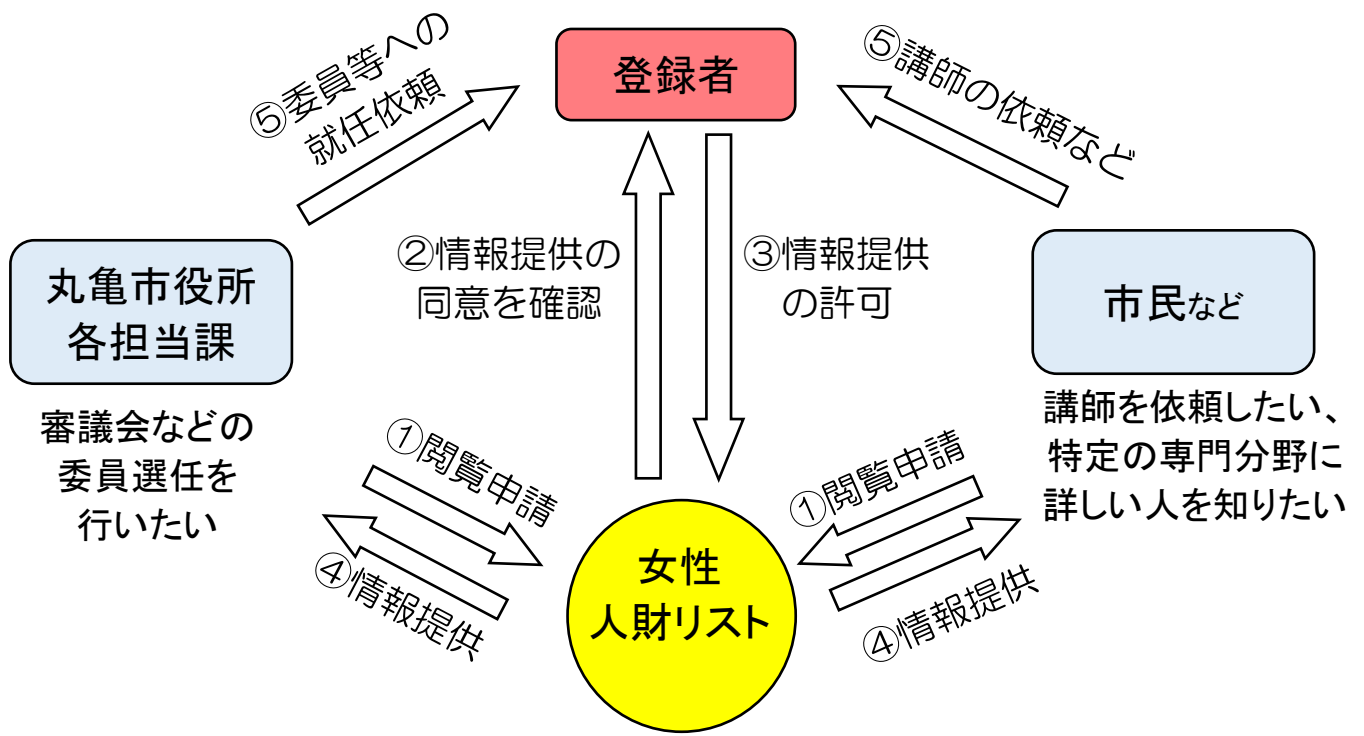 ⑤委員等への
就任依頼
登録者
⑤講師の依頼など
②情報提供の
同意を確認
③情報提供
の許可
丸亀市役所
各担当課
市民など
審議会などの
委員選任を
行いたい
講師を依頼したい、
特定の専門分野に
詳しい人を知りたい
①閲覧申請
④情報提供
①閲覧申請
④情報提供
女性
人財リスト